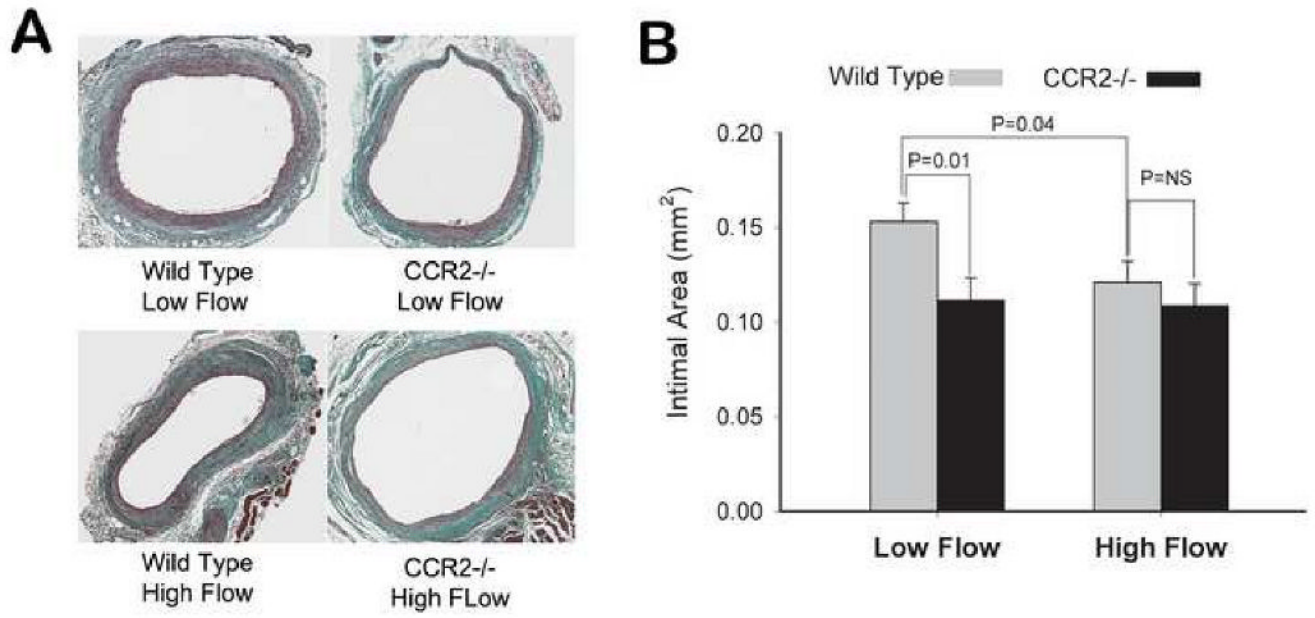 A
Wild Type
Low Flow
CCR2-/-
Low Flow
Wild Type
High Flow
CCR2-/-
High FLow
B
Wild Type
CCR2-/-
P=0.04
P=0.01
P=NS
Intimal Area (mm²)
0.20
0.15
0.10
0.05
0.00
Low Flow
High Flow